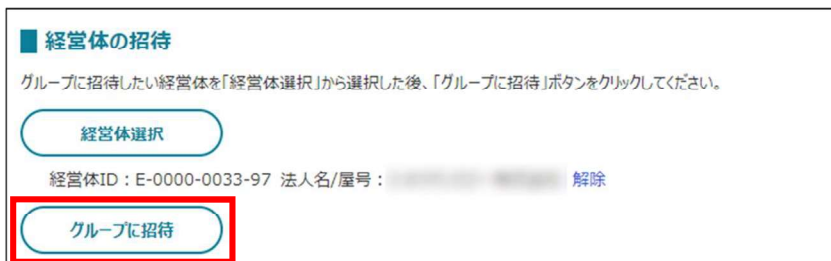 経営体の招待
グループに招待したい経営体を「経営体選択」から選択した後、「グループに招待」ボタンをクリックしてください。
経営体選択
経営体ID：E-0000-0033-97 法人名/屋号： 解除
グループに招待